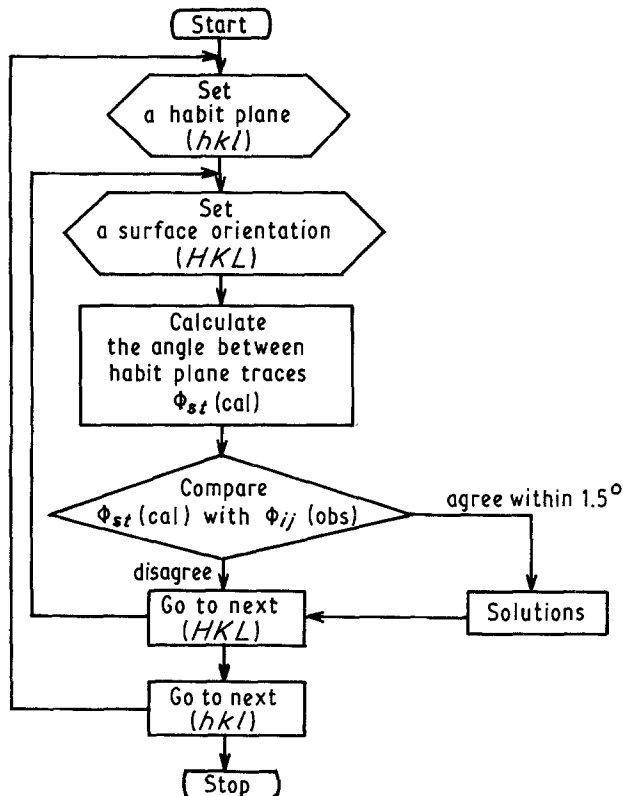 Start
Set
a habit plane
(hkl)
Set
a surface orientation
(HKL)
Calculate
the angle between
habit plane traces
Φst (cal)
Compare
Φst (cal) with Φij (obs)
agree within 1.5°
disagree
Go to next
(HKL)
Solutions
Go to next
(hkl)
Stop